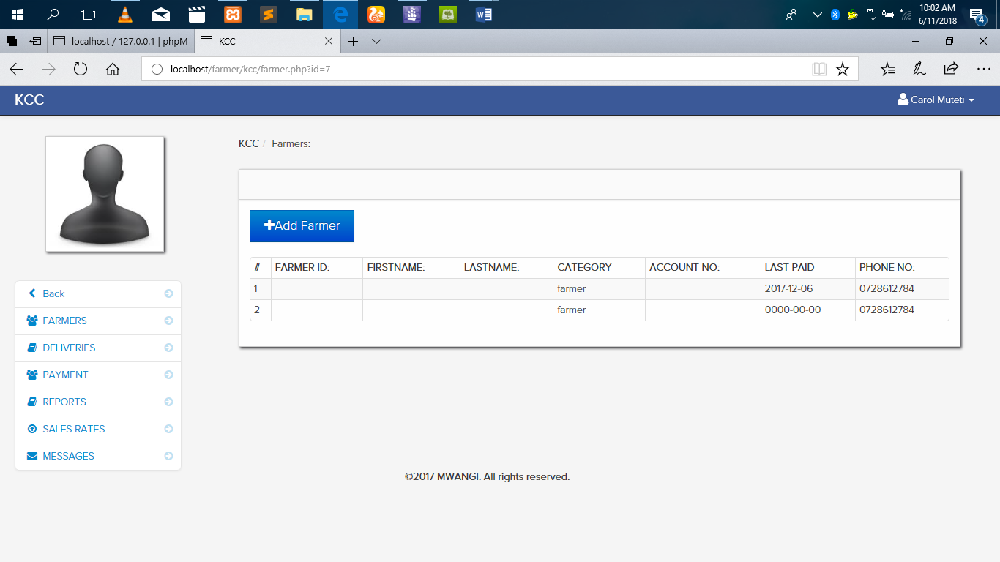 10:02 AM
6/11/2018
4
localhost / 127.0.0.1 | phpM
KCC
localhost/farmer/kcc/farmer.php?id=7
KCC
Carol Muteti
KCC / Farmers:
Add Farmer
# FARMER ID: FIRSTNAME: LASTNAME: CATEGORY ACCOUNT NO: LAST PAID PHONE NO:
1 farmer 2017-12-06 0728612784
2 farmer 0000-00-00 0728612784
Back
FARMERS
DELIVERIES
PAYMENT
REPORTS
SALES RATES
MESSAGES
©2017 MWANGI. All rights reserved.